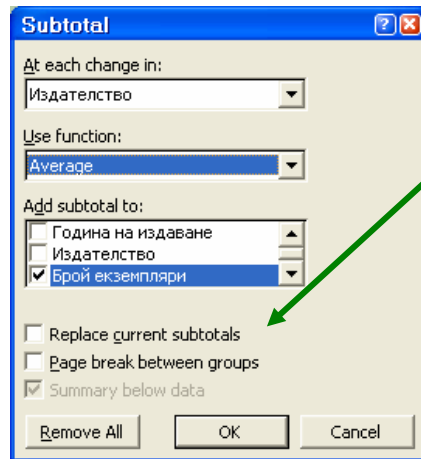 Subtotal
At each change in:
Издателство
Use function:
Average
Add subtotal to:
Година на издаване
Издателство
Брой екземпляри
Replace current subtotals
Page break between groups
Summary below data
Remove All OK Cancel